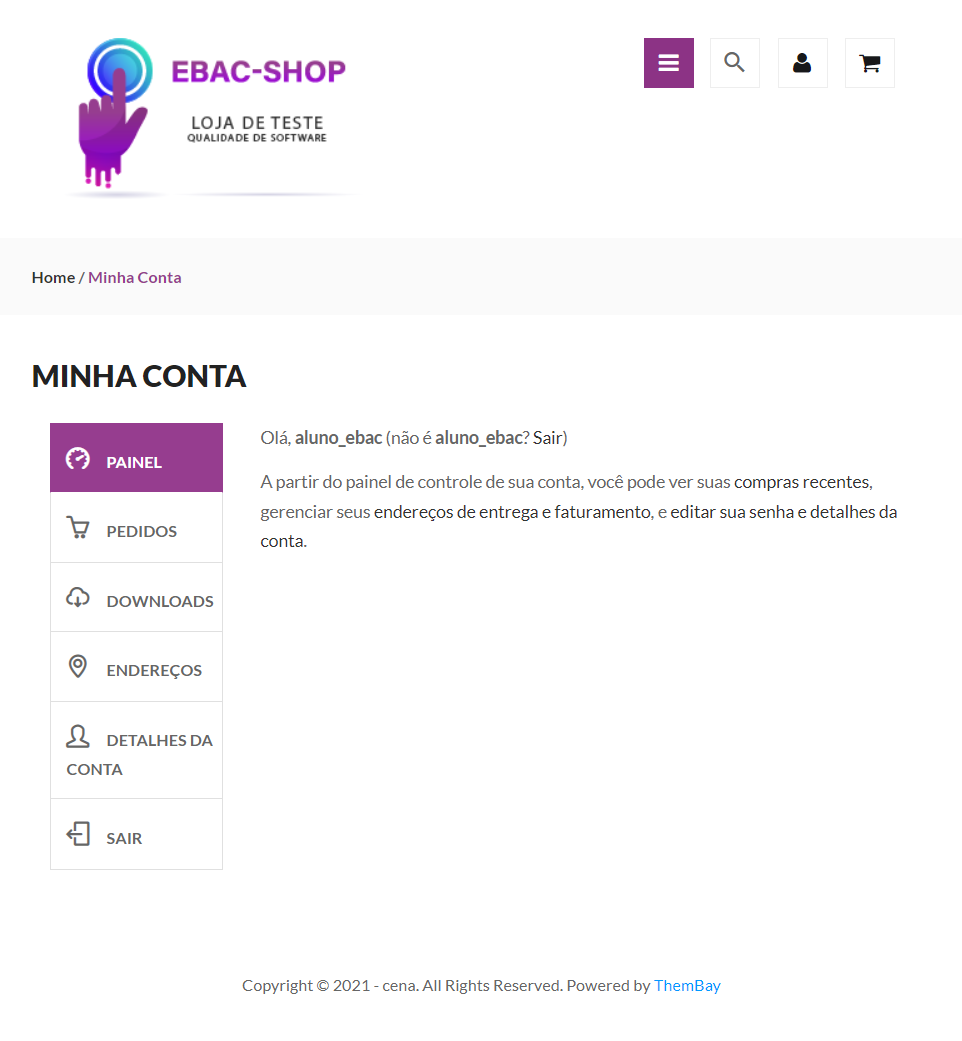 EBAC-SHOP
LOJA DE TESTE
QUALIDADE DE SOFTWARE
Home / Minha Conta
MINHA CONTA
PAINEL
PEDIDOS
DOWNLOADS
ENDEREÇOS
DETALHES DA
CONTA
SAIR
Olá, aluno_ebac (não é aluno_ebac? Sair)
A partir do painel de controle de sua conta, você pode ver suas compras recentes,
gerenciar seus endereços de entrega e faturamento, e editar sua senha e detalhes da
conta.
Copyright © 2021 - cena. All Rights Reserved. Powered by ThemBay